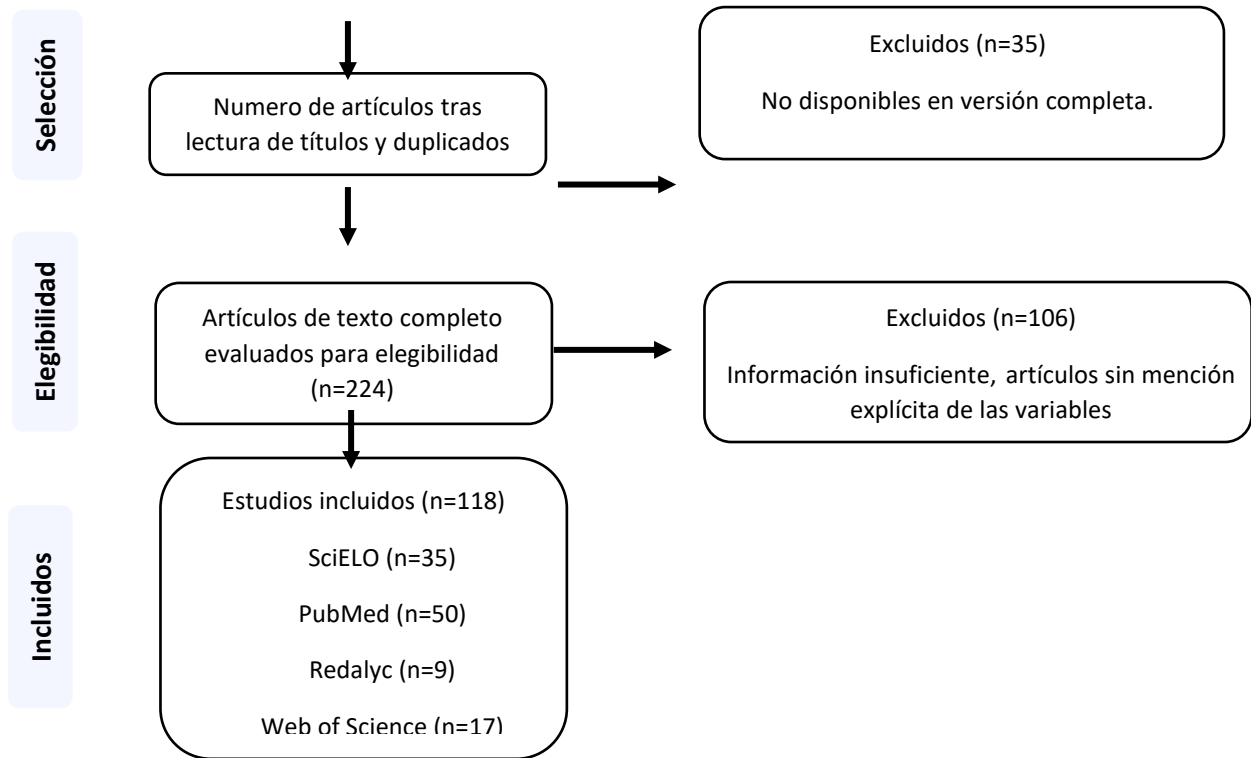 Selección
Numero de artículos tras
lectura de títulos y duplicados
Excluidos (n=35)
No disponibles en versión completa.
Elegibilidad
Artículos de texto completo
evaluados para elegibilidad
(n=224)
Excluidos (n=106)
Información insuficiente, artículos sin mención
explícita de las variables
Incluidos
Estudios incluidos (n=118)
SciELO (n=35)
PubMed (n=50)
Redalyc (n=9)
Web of Science (n=17)